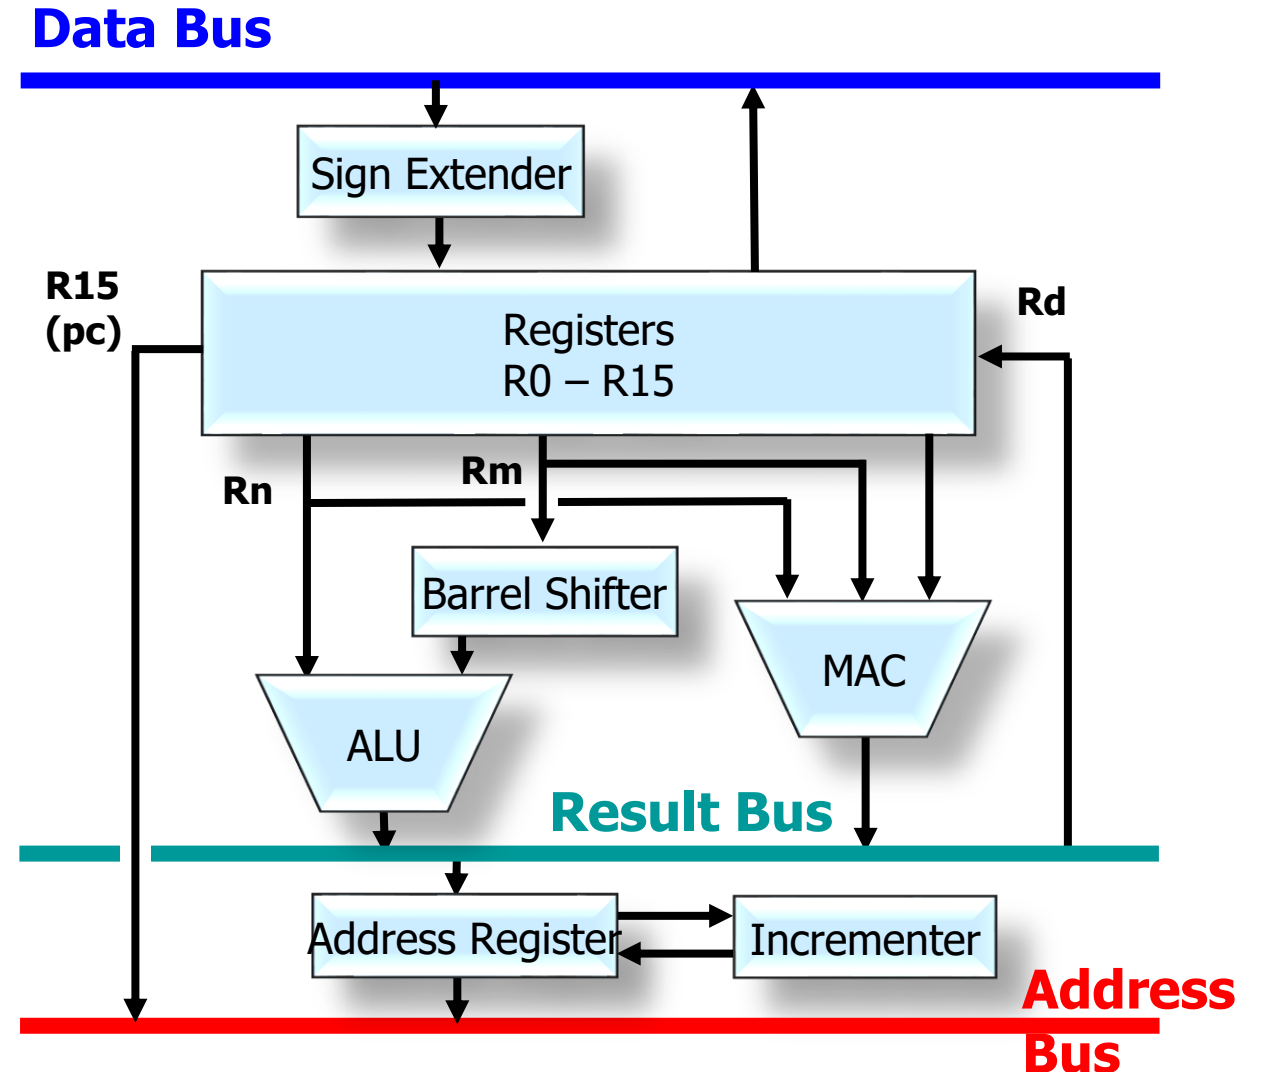 Data Bus
Sign Extender
R15
(pc)
Registers
R0 – R15
Rd
Rn
Rm
Barrel Shifter
MAC
ALU
Result Bus
Address Register
Incrementer
Address
Bus